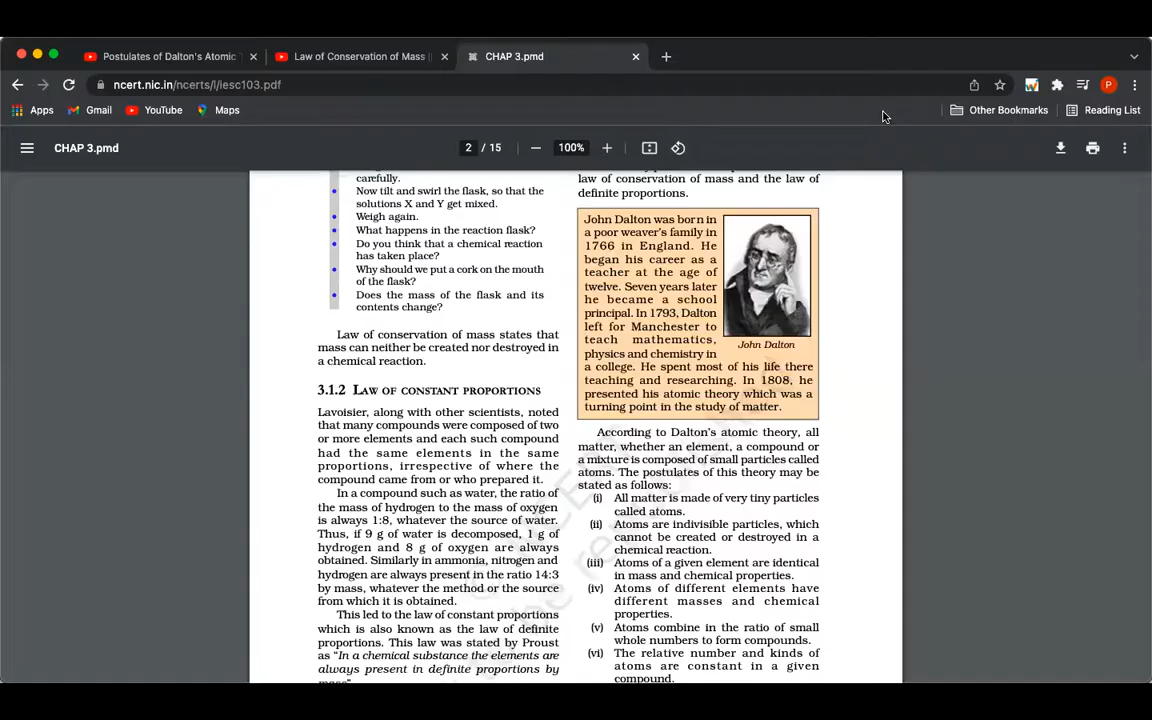 Postulates of Dalton's Atomic
Law of Conservation of Mass
CHAP 3.pmd
ncert.nic.in/ncerts/l/iesc103.pdf
P
Apps
Gmail
YouTube
Maps
Other Bookmarks
Reading List
CHAP 3.pmd
2 / 15
100%
carefully.
• Now tilt and swirl the flask, so that the
solutions X and Y get mixed.
• Weigh again.
• What happens in the reaction flask?
• Do you think that a chemical reaction
has taken place?
• Why should we put a cork on the mouth
of the flask?
• Does the mass of the flask and its
contents change?
Law of conservation of mass states that
mass can neither be created nor destroyed in
a chemical reaction.
3.1.2 LAW OF CONSTANT PROPORTIONS
Lavoisier, along with other scientists, noted
that many compounds were composed of two
or more elements and each such compound
had the same elements in the same
proportions, irrespective of where the
compound came from or who prepared it.
In a compound such as water, the ratio of
the mass of hydrogen to the mass of oxygen
is always 1:8, whatever the source of water.
Thus, if 9 g of water is decomposed, 1 g of
hydrogen and 8 g of oxygen are always
obtained. Similarly in ammonia, nitrogen and
hydrogen are always present in the ratio 14:3
by mass, whatever the method or the source
from which it is obtained.
This led to the law of constant proportions
which is also known as the law of definite
proportions. This law was stated by Proust
as "In a chemical substance the elements are
always present in definite proportions by
law of conservation of mass and the law of
definite proportions.
John Dalton was born in
a poor weaver's family in
1766 in England. He
began his career as a
teacher at the age of
twelve. Seven years later
he became a school
principal. In 1793, Dalton
left for Manchester to
teach mathematics,
physics and chemistry in
a college. He spent most of his life there
teaching and researching. In 1808, he
presented his atomic theory which was a
turning point in the study of matter.
John Dalton
According to Dalton's atomic theory, all
matter, whether an element, a compound or
a mixture is composed of small particles called
atoms. The postulates of this theory may be
stated as follows:
(i) All matter is made of very tiny particles
called atoms.
(ii) Atoms are indivisible particles, which
cannot be created or destroyed in a
chemical reaction.
(iii) Atoms of a given element are identical
in mass and chemical properties.
(iv) Atoms of different elements have
different masses and chemical
properties.
(v) Atoms combine in the ratio of small
whole numbers to form compounds.
(vi) The relative number and kinds of
atoms are constant in a given
compound.